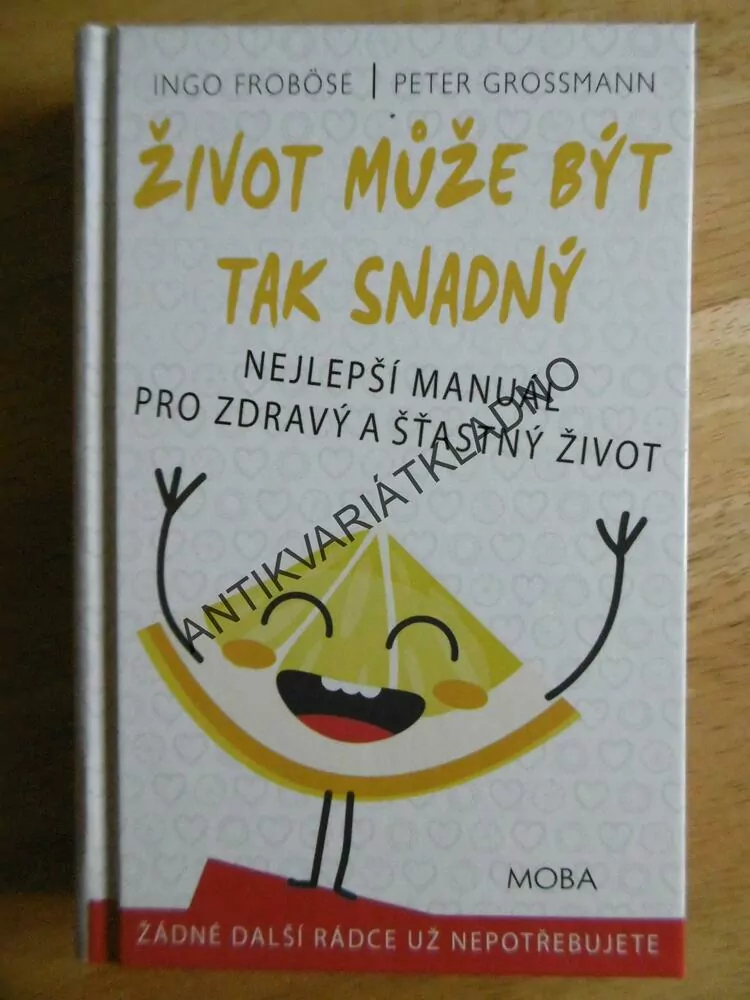 INGO FROBÖSE | PETER GROSSMANN
ŽIVOT MŮŽE BÝT
TAK SNADNÝ
NEJLEPŠÍ MANUÁL
PRO ZDRAVÝ A ŠŤASTNÝ ŽIVOT
ANTIKVARIÁTKLADNO
MOBA
ŽÁDNÉ DALŠÍ RÁDCE UŽ NEPOTŘEBUJETE